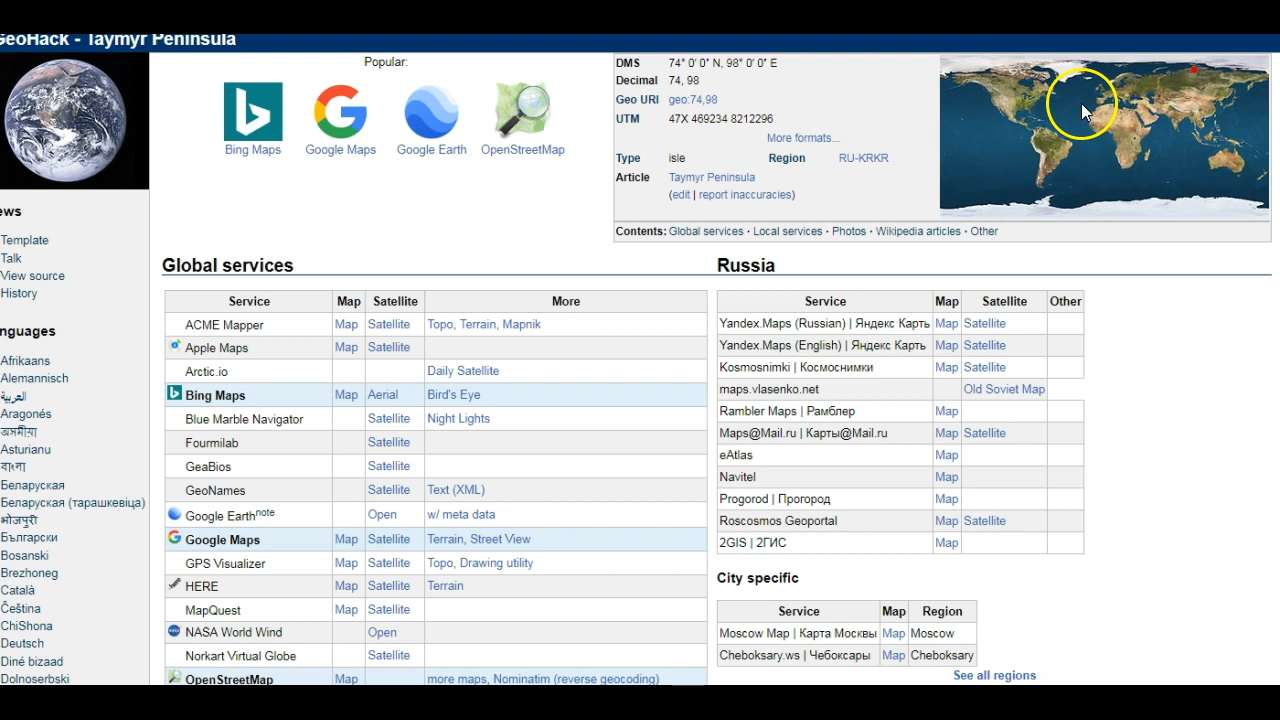 GeoHack - Taymyr Peninsula
Popular:
Bing Maps
Google Maps
Google Earth
OpenStreetMap
DMS 74° 0′ 0″ N, 98° 0′ 0″ E
Decimal 74, 98
Geo URI geo:74,98
UTM 47X 469234 8212296
More formats...
Type isle Region RU-KRKR
Article Taymyr Peninsula
(edit | report inaccuracies)
Contents: Global services · Local services · Photos · Wikipedia articles · Other
ews
Template
Talk
View source
History
nguages
Afrikaans
Alemannisch
العربية
Aragonés
অসমীয়া
Asturianu
বাংলা
Беларуская
Беларуская (тарашкевіца)
भोजपुरी
Български
Bosanski
Brezhoneg
Català
Čeština
ChiShona
Deutsch
Diné bizaad
Dolnoserbski
Global services
Service Map Satellite More
ACME Mapper Map Satellite Topo, Terrain, Mapnik
Apple Maps Map Satellite
Arctic.io Daily Satellite
Bing Maps Map Aerial Bird's Eye
Blue Marble Navigator Satellite Night Lights
Fourmilab Satellite
GeaBios Satellite
GeoNames Satellite Text (XML)
Google Earth note Open w/ meta data
Google Maps Map Satellite Terrain, Street View
GPS Visualizer Map Satellite Topo, Drawing utility
HERE Map Satellite Terrain
MapQuest Map Satellite
NASA World Wind Open
Norkart Virtual Globe Satellite
OpenStreetMap Map more maps, Nominatim (reverse geocoding)
Russia
Service Map Satellite Other
Yandex.Maps (Russian) | Яндекс Карты Map Satellite
Yandex.Maps (English) | Яндекс Карты Map Satellite
Kosmosnimki | Космоснимки Map Satellite
maps.vlasenko.net Old Soviet Map
Rambler Maps | Рамблер Map
Maps@Mail.ru | Карты@Mail.ru Map Satellite
eAtlas Map
Navitel Map
Progorod | Прогород Map
Roscosmos Geoportal Map Satellite
2GIS | 2ГИС Map
City specific
Service Map Region
Moscow Map | Карта Москвы Map Moscow
Cheboksary.ws | Чебоксары Map Cheboksary
See all regions